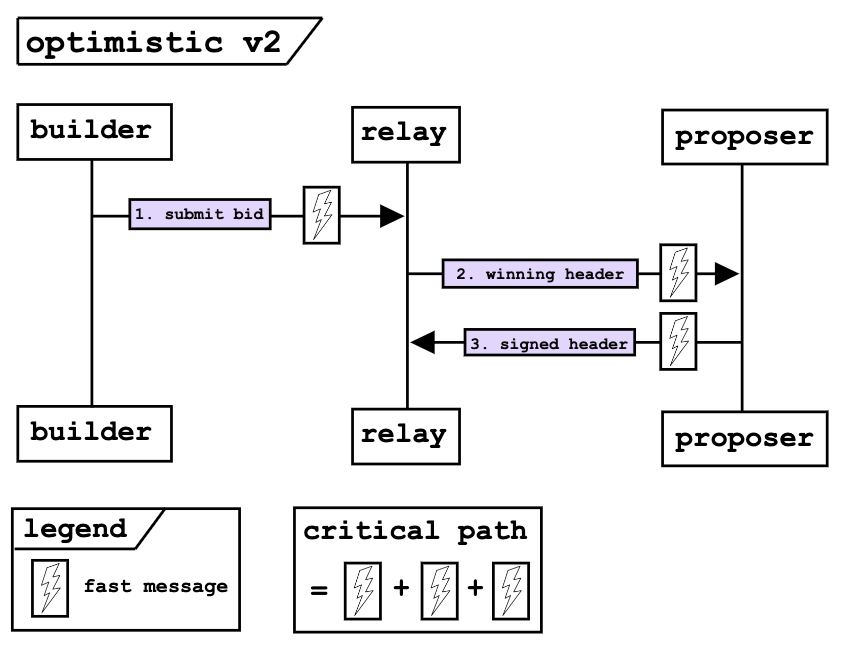 optimistic v2
builder
relay
proposer
1. submit bid
2. winning header
3. signed header
builder
relay
proposer
legend
fast message
critical path
= + +